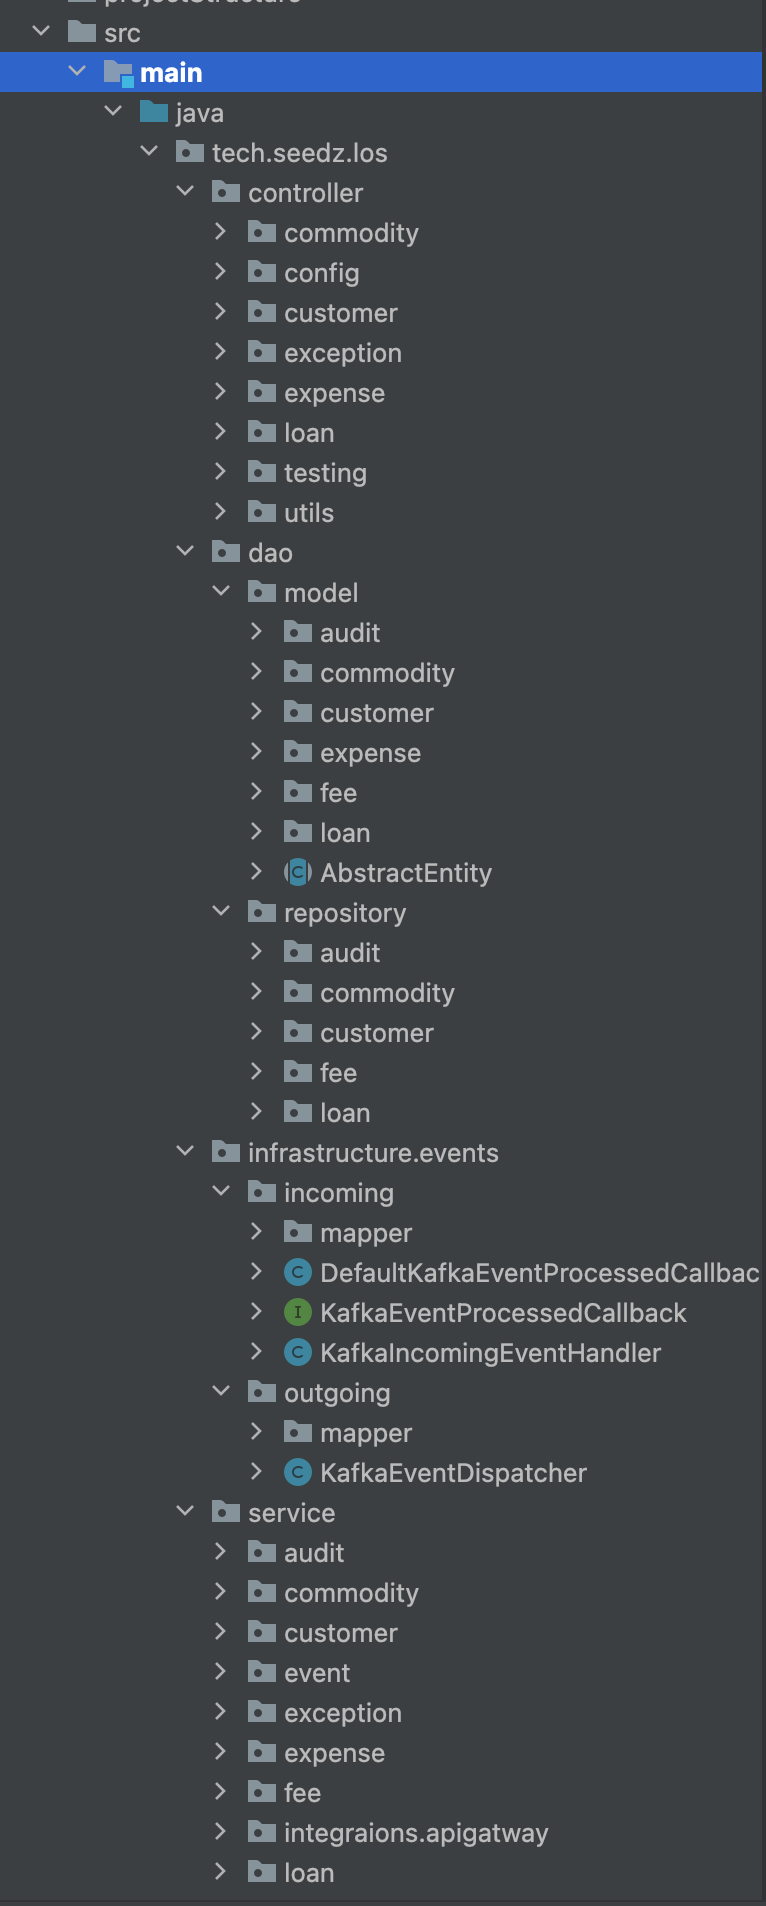 projectStructure
src
main
java
tech.seedz.los
controller
commodity
config
customer
exception
expense
loan
testing
utils
dao
model
audit
commodity
customer
expense
fee
loan
C AbstractEntity
repository
audit
commodity
customer
fee
loan
infrastructure.events
incoming
mapper
C DefaultKafkaEventProcessedCallbac
I KafkaEventProcessedCallback
C KafkaIncomingEventHandler
outgoing
mapper
C KafkaEventDispatcher
service
audit
commodity
customer
event
exception
expense
fee
integraions.apigatway
loan